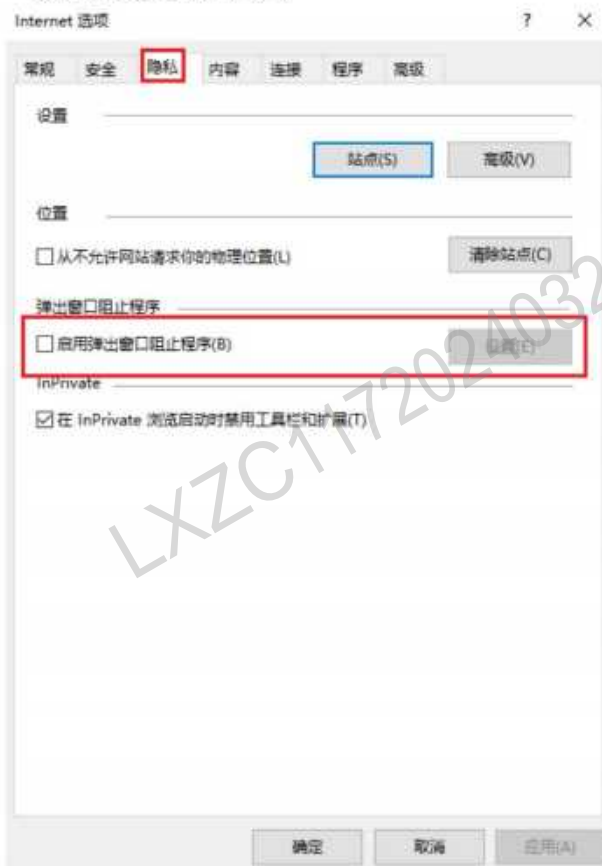 Internet 选项
常规 安全 隐私 内容 连接 程序 高级
设置
站点(S) 高级(V)
位置
从不允许网站请求你的物理位置(L) 清除站点(C)
弹出窗口阻止程序
启用弹出窗口阻止程序(B) 设置(E)
InPrivate
在 InPrivate 浏览启动时禁用工具栏和扩展(T)
LXZC1172024032
确定 取消 应用(A)